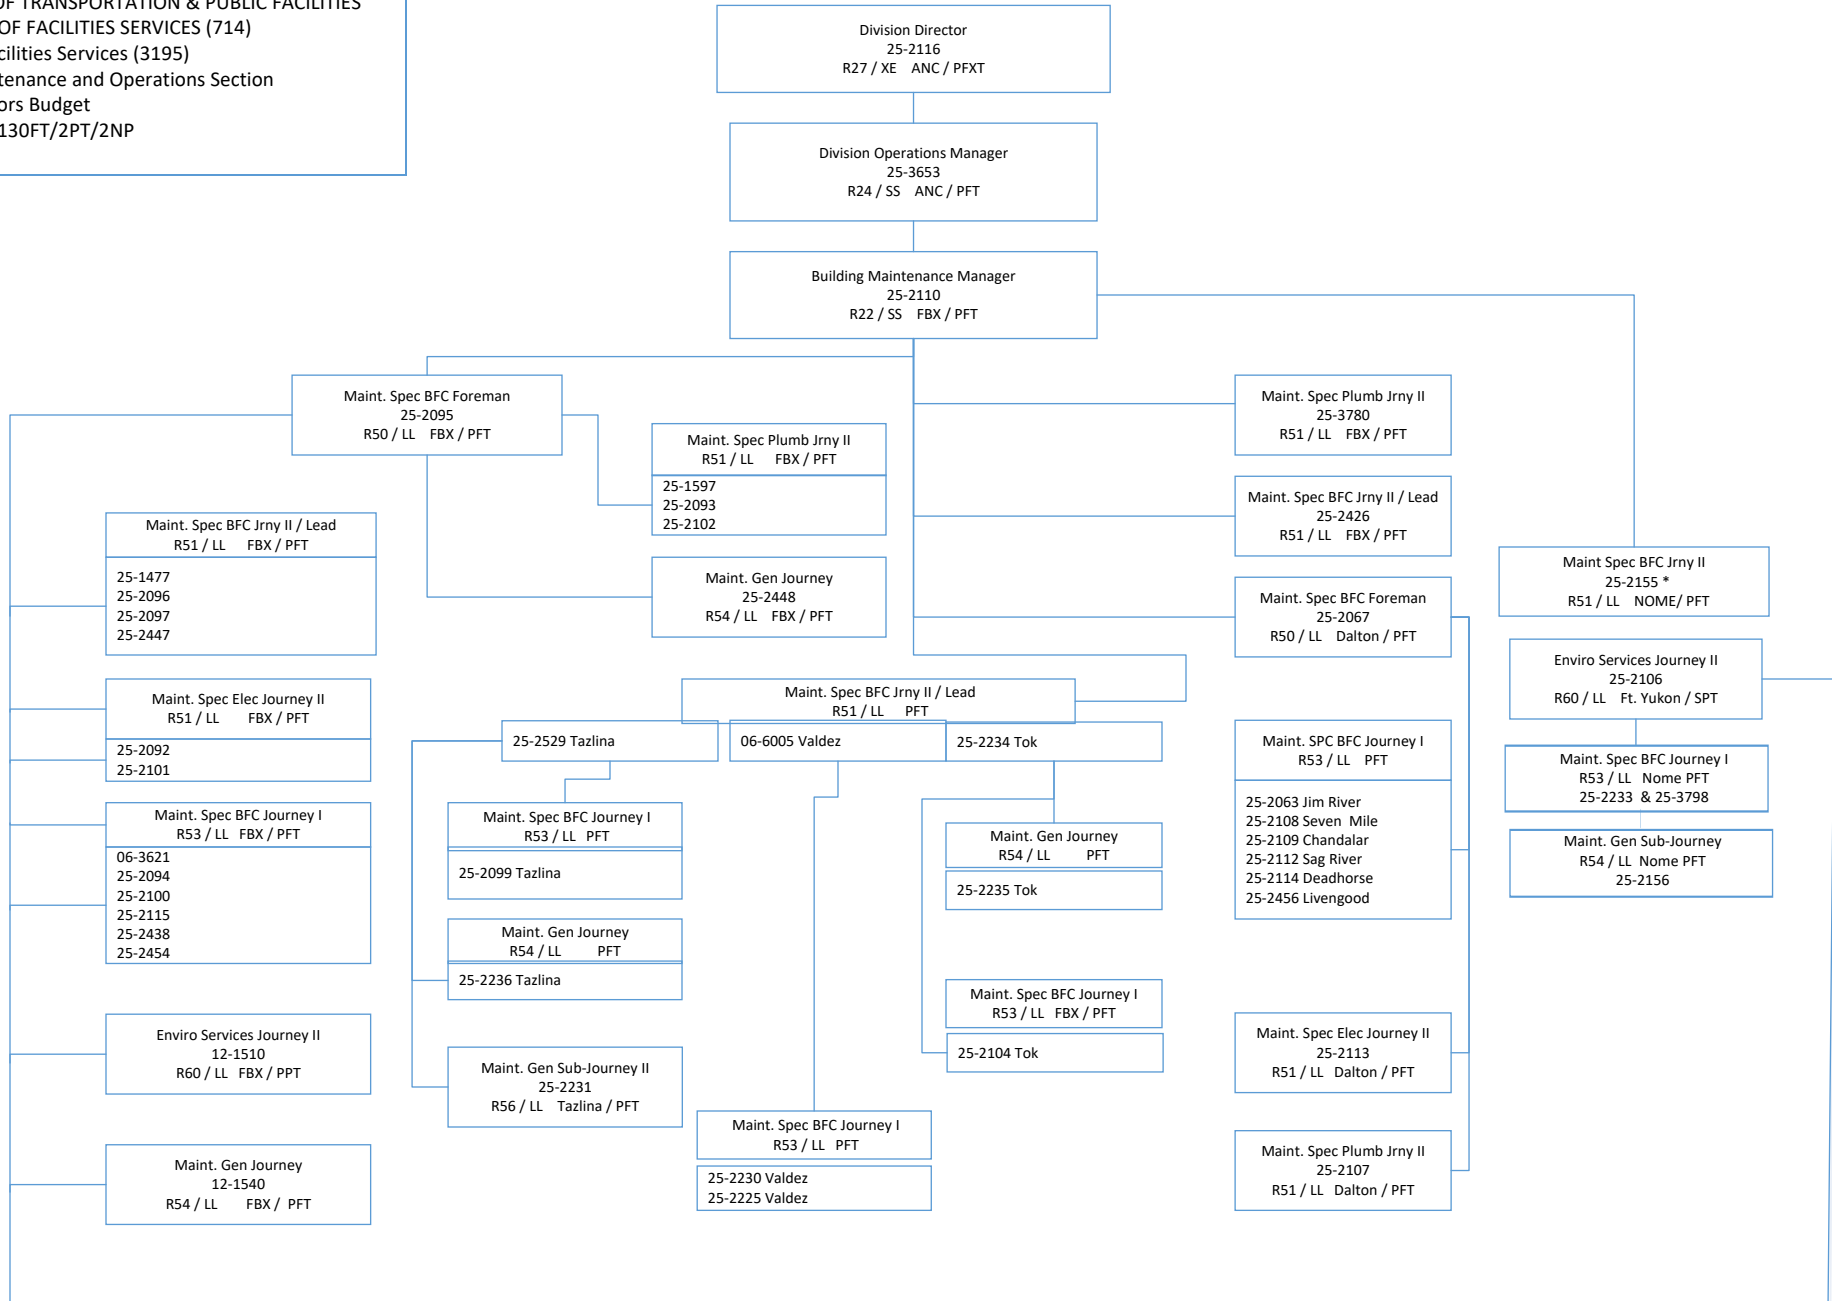 OF TRANSPORTATION & PUBLIC FACILITIES
OF FACILITIES SERVICES (714)
cilities Services (3195)
tenance and Operations Section
ors Budget
130FT/2PT/2NP
Division Director
25-2116
R27 / XE ANC / PFXT
Division Operations Manager
25-3653
R24 / SS ANC / PFT
Building Maintenance Manager
25-2110
R22 / SS FBX / PFT
Maint. Spec BFC Foreman
25-2095
R50 / LL FBX / PFT
Maint. Spec Plumb Jrny II
R51 / LL FBX / PFT
25-1597
25-2093
25-2102
Maint. Gen Journey
25-2448
R54 / LL FBX / PFT
Maint. Spec BFC Jrny II / Lead
R51 / LL FBX / PFT
25-1477
25-2096
25-2097
25-2447
Maint. Spec Elec Journey II
R51 / LL FBX / PFT
25-2092
25-2101
Maint. Spec BFC Journey I
R53 / LL FBX / PFT
06-3621
25-2094
25-2100
25-2115
25-2438
25-2454
Enviro Services Journey II
12-1510
R60 / LL FBX / PPT
Maint. Gen Journey
12-1540
R54 / LL FBX / PFT
Maint. Spec BFC Jrny II / Lead
R51 / LL PFT
25-2529 Tazlina
06-6005 Valdez
25-2234 Tok
Maint. Spec BFC Journey I
R53 / LL PFT
25-2099 Tazlina
Maint. Gen Journey
R54 / LL PFT
25-2236 Tazlina
Maint. Gen Sub-Journey II
25-2231
R56 / LL Tazlina / PFT
Maint. Spec BFC Journey I
R53 / LL PFT
25-2230 Valdez
25-2225 Valdez
Maint. Gen Journey
R54 / LL PFT
25-2235 Tok
Maint. Spec BFC Journey I
R53 / LL FBX / PFT
25-2104 Tok
Maint. Spec Plumb Jrny II
25-3780
R51 / LL FBX / PFT
Maint. Spec BFC Jrny II / Lead
25-2426
R51 / LL FBX / PFT
Maint. Spec BFC Foreman
25-2067
R50 / LL Dalton / PFT
Maint. SPC BFC Journey I
R53 / LL PFT
25-2063 Jim River
25-2108 Seven Mile
25-2109 Chandalar
25-2112 Sag River
25-2114 Deadhorse
25-2456 Livengood
Maint. Spec Elec Journey II
25-2113
R51 / LL Dalton / PFT
Maint. Spec Plumb Jrny II
25-2107
R51 / LL Dalton / PFT
Maint Spec BFC Jrny II
25-2155 *
R51 / LL NOME/ PFT
Enviro Services Journey II
25-2106
R60 / LL Ft. Yukon / SPT
Maint. Spec BFC Journey I
R53 / LL Nome PFT
25-2233 & 25-3798
Maint. Gen Sub-Journey
R54 / LL Nome PFT
25-2156